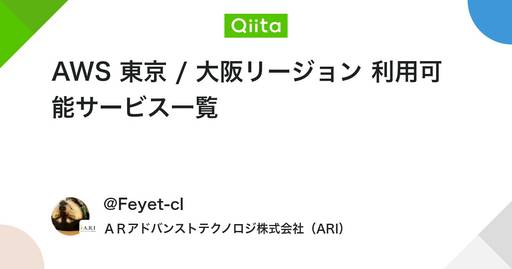 Qiita
AWS 東京 / 大阪リージョン 利用可
能サービス一覧
@Feyet-cl
ARI
ＡＲアドバンストテクノロジ株式会社（ARI）